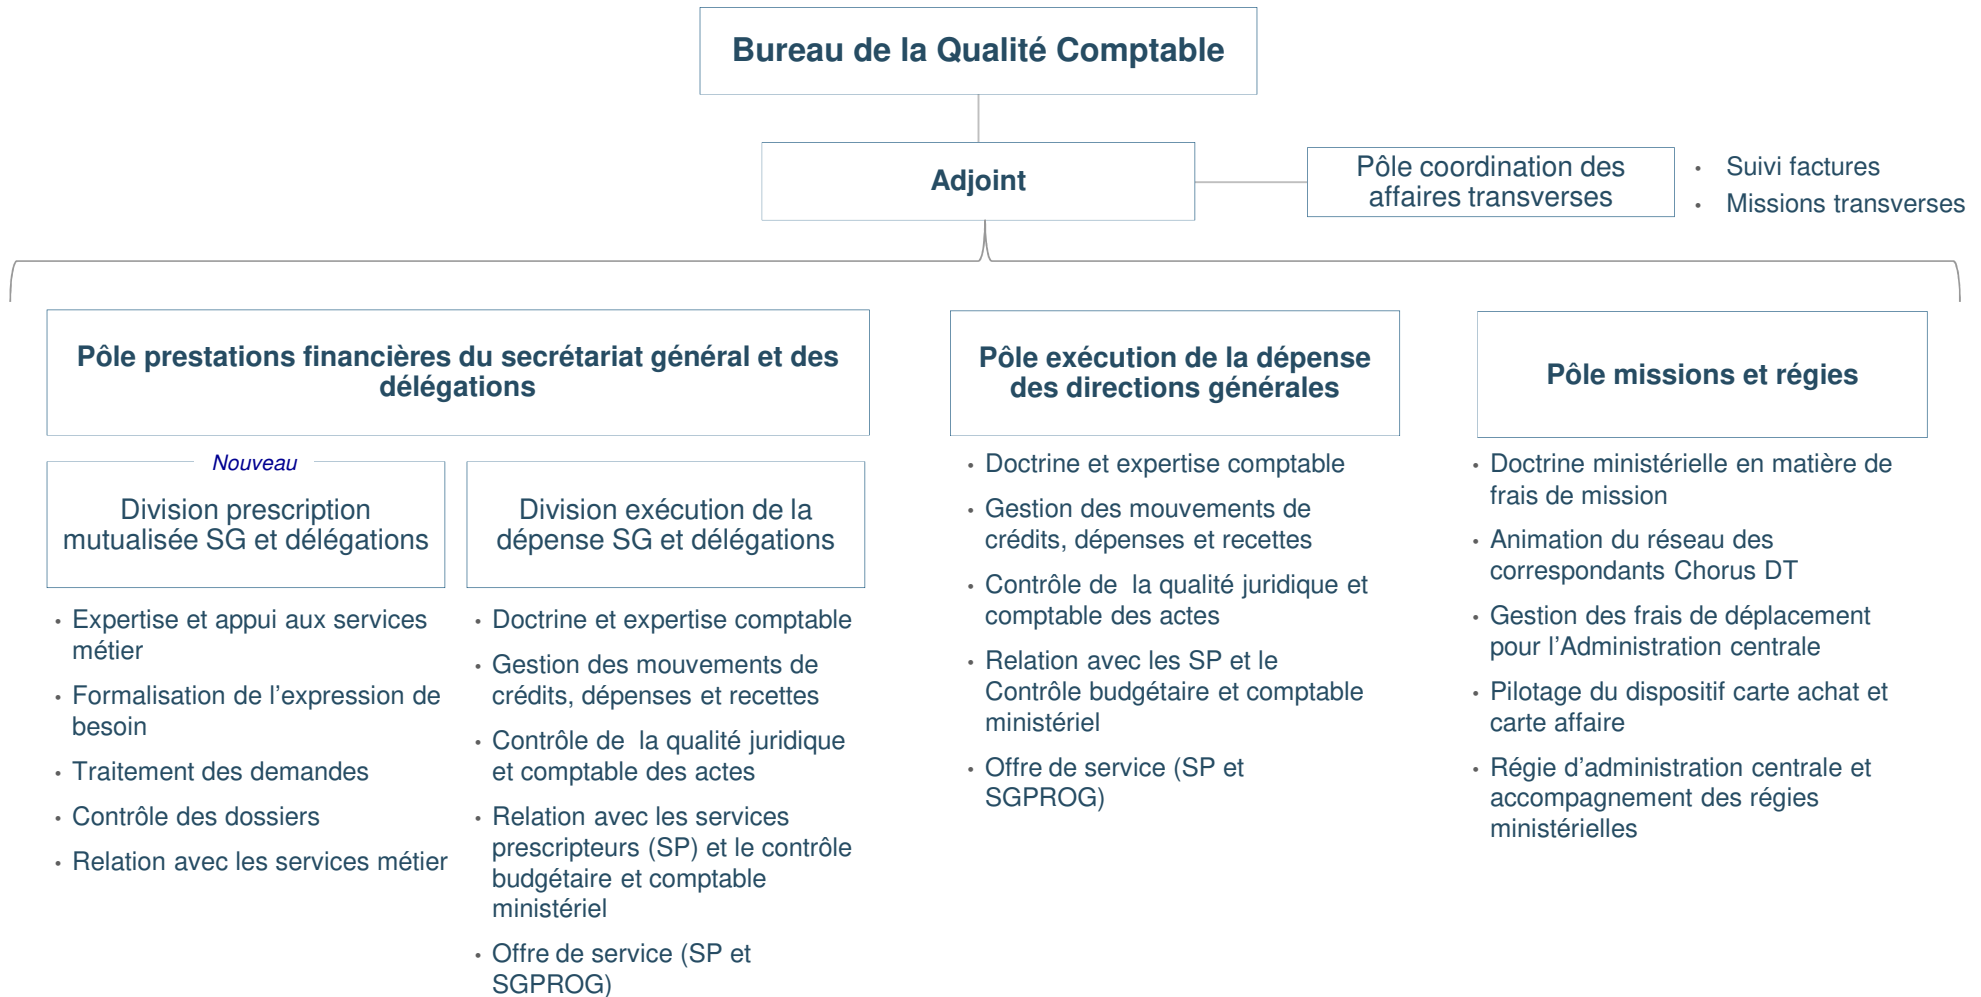 Bureau de la Qualité Comptable
Adjoint
Pôle coordination des
affaires transverses
• Suivi factures
• Missions transverses
Pôle prestations financières du secrétariat général et des
délégations
Nouveau
Division prescription
mutualisée SG et délégations
• Expertise et appui aux services
métier
• Formalisation de l’expression de
besoin
• Traitement des demandes
• Contrôle des dossiers
• Relation avec les services métier
Division exécution de la
dépense SG et délégations
• Doctrine et expertise comptable
• Gestion des mouvements de
crédits, dépenses et recettes
• Contrôle de  la qualité juridique
et comptable des actes
• Relation avec les services
prescripteurs (SP) et le contrôle
budgétaire et comptable
ministériel
• Offre de service (SP et
SGPROG)
Pôle exécution de la dépense
des directions générales
• Doctrine et expertise comptable
• Gestion des mouvements de
crédits, dépenses et recettes
• Contrôle de  la qualité juridique et
comptable des actes
• Relation avec les SP et le
Contrôle budgétaire et comptable
ministériel
• Offre de service (SP et
SGPROG)
Pôle missions et régies
• Doctrine ministérielle en matière de
frais de mission
• Animation du réseau des
correspondants Chorus DT
• Gestion des frais de déplacement
pour l’Administration centrale
• Pilotage du dispositif carte achat et
carte affaire
• Régie d’administration centrale et
accompagnement des régies
ministérielles